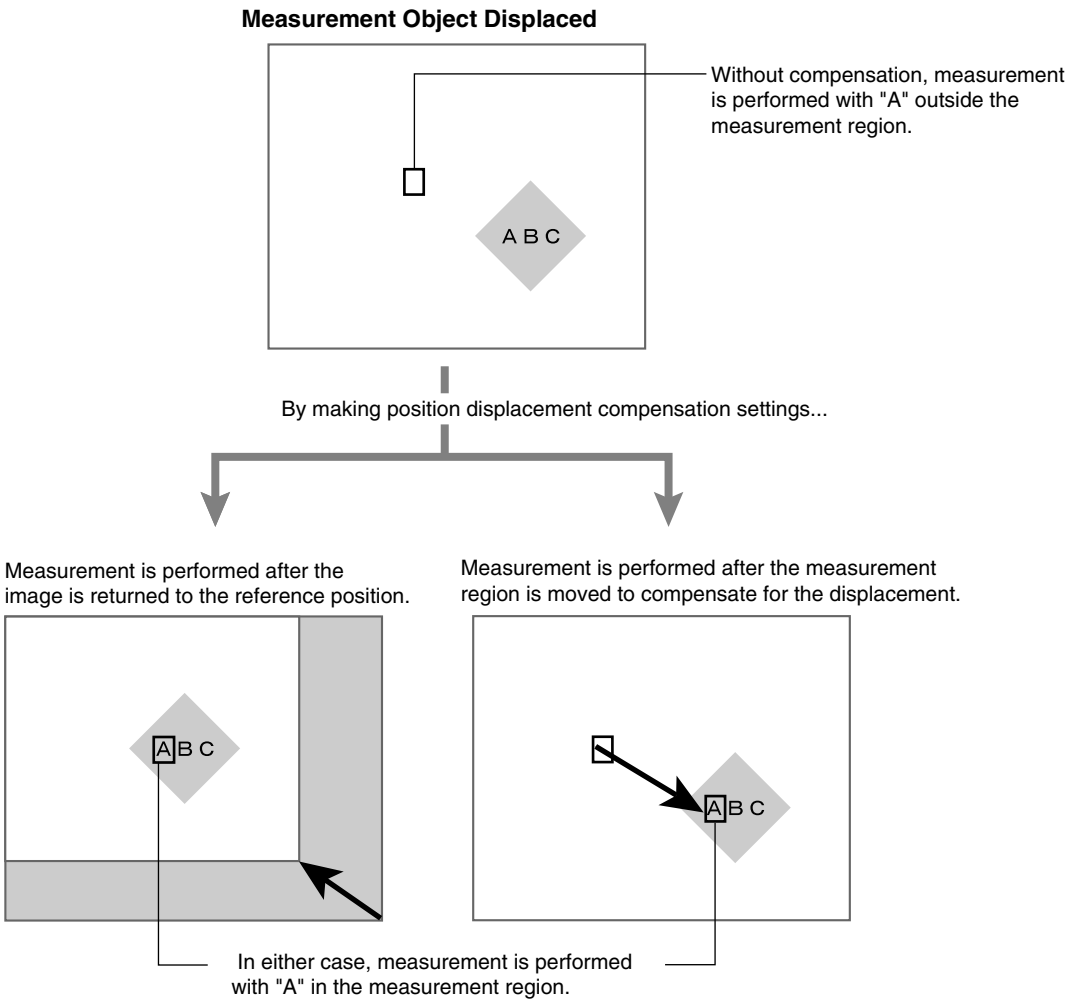 Measurement Object Displaced
Without compensation, measurement
is performed with "A" outside the
measurement region.
A B C
By making position displacement compensation settings...
Measurement is performed after the
image is returned to the reference position.
Measurement is performed after the measurement
region is moved to compensate for the displacement.
A B C
A B C
In either case, measurement is performed
with "A" in the measurement region.